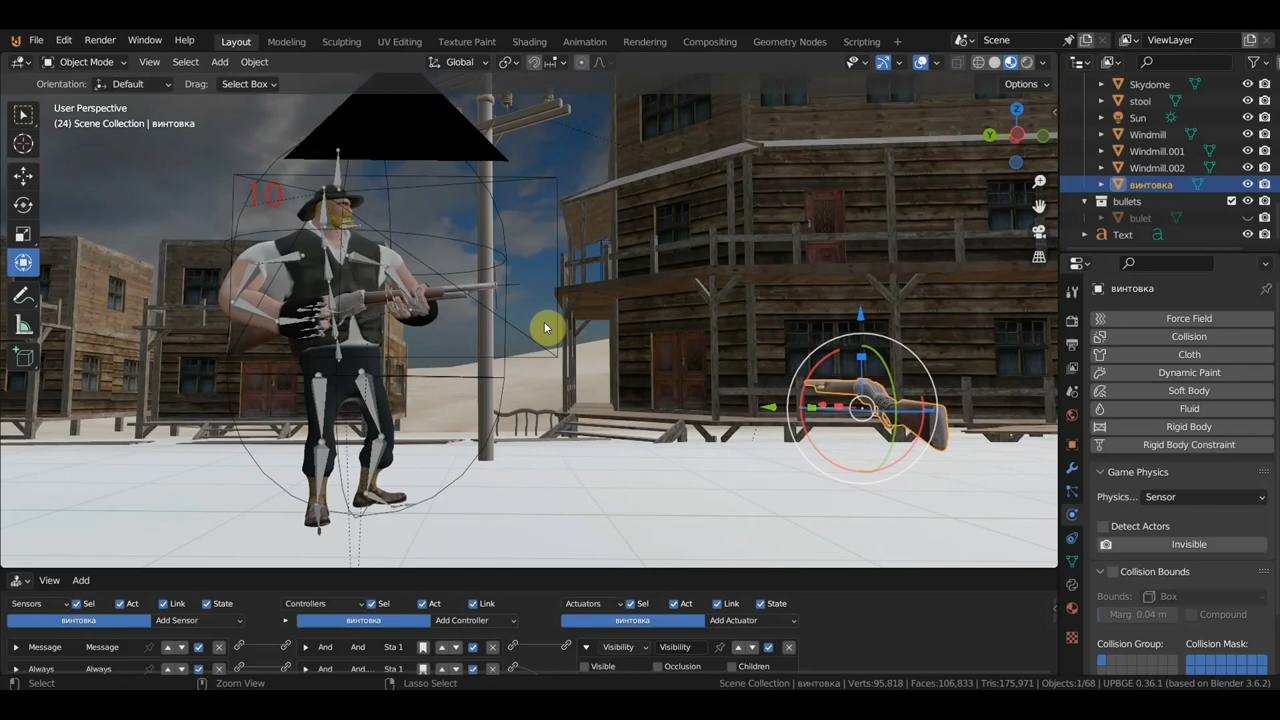 File Edit Render Window Help Layout Modeling Sculpting UV Editing Texture Paint Shading Animation Rendering Compositing Geometry Nodes Scripting + Scene ViewLayer
Object Mode View Select Add Object Global
Orientation: Default Drag: Select Box Options
User Perspective
(24) Scene Collection | винтовка
10
Z
Y
Skydome
stool
Sun
Windmill
Windmill.001
Windmill.002
винтовка
bullets
bulet
Text
винтовка
Force Field
Collision
Cloth
Dynamic Paint
Soft Body
Fluid
Rigid Body
Rigid Body Constraint
Game Physics
Physics... Sensor
Detect Actors
Invisible
Collision Bounds
Bounds: Box
Marg 0.04 m Compound
Collision Group: Collision Mask:
View Add
Sensors Sel Act Link State Controllers Sel Act Link Actuators Sel Act Link State
винтовка Add Sensor винтовка Add Controller винтовка Add Actuator
Message Message And And Sta 1 Visibility Visibility
Always Always And And Sta 1 Visible Occlusion Children
Select Zoom View Lasso Select Scene Collection | винтовка | Verts:95,818 | Faces:106,833 | Tris:175,971 | Objects:1/68 | UPBGE 0.36.1 (based on Blender 3.6.2)